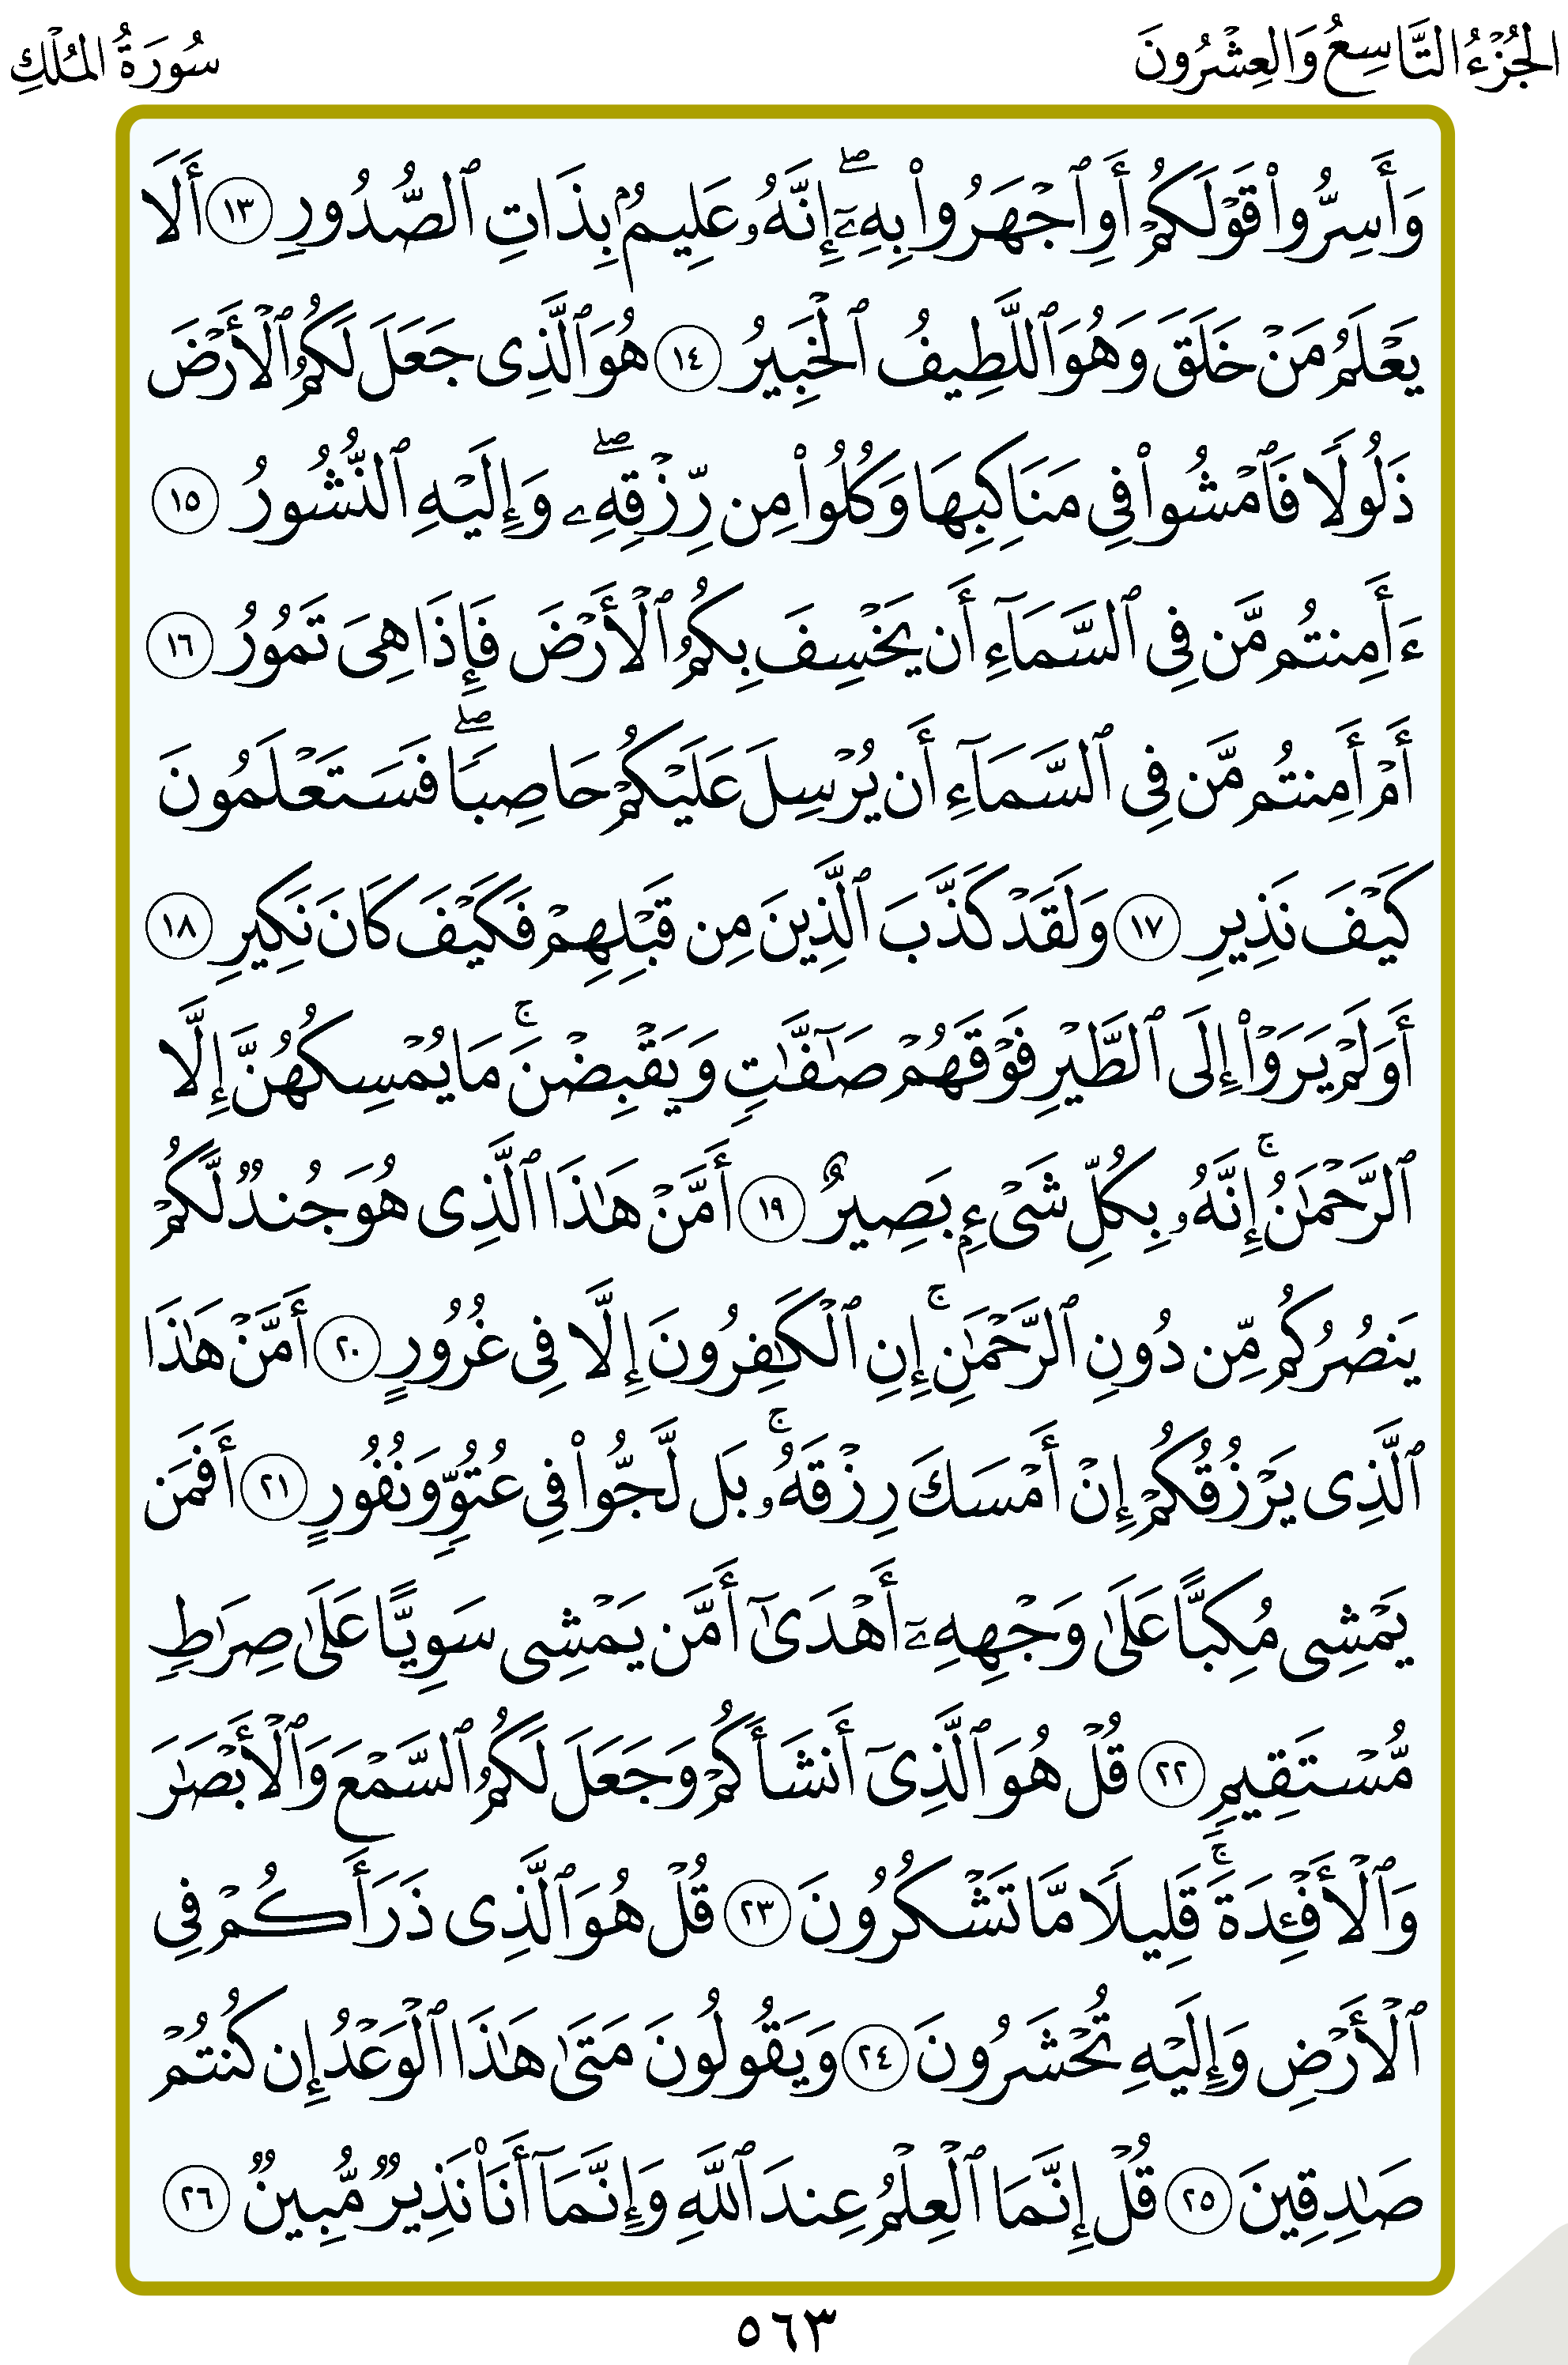 الجُزْءُ التَّاسِعُ وَالعِشْرُونَ
سُورَةُ المُلْكِ
وَأَسِرُّوا۟ قَوْلَكُمْ أَوِ ٱجْهَرُوا۟ بِهِۦٓ ۖ إِنَّهُۥ عَلِيمٌۢ بِذَاتِ ٱلصُّدُورِ ١٣ أَلَا
يَعْلَمُ مَنْ خَلَقَ وَهُوَ ٱللَّطِيفُ ٱلْخَبِيرُ ١٤ هُوَ ٱلَّذِى جَعَلَ لَكُمُ ٱلْأَرْضَ
ذَلُولًا فَٱمْشُوا۟ فِى مَنَاكِبِهَا وَكُلُوا۟ مِن رِّزْقِهِۦ ۖ وَإِلَيْهِ ٱلنُّشُورُ ١٥
ءَأَمِنتُم مَّن فِى ٱلسَّمَآءِ أَن يَخْسِفَ بِكُمُ ٱلْأَرْضَ فَإِذَا هِىَ تَمُورُ ١٦
أَمْ أَمِنتُم مَّن فِى ٱلسَّمَآءِ أَن يُرْسِلَ عَلَيْكُمْ حَاصِبًا ۖ فَسَتَعْلَمُونَ
كَيْفَ نَذِيرِ ١٧ وَلَقَدْ كَذَّبَ ٱلَّذِينَ مِن قَبْلِهِمْ فَكَيْفَ كَانَ نَكِيرِ ١٨
أَوَلَمْ يَرَوْا۟ إِلَى ٱلطَّيْرِ فَوْقَهُمْ صَـٰٓفَّـٰتٍ وَيَقْبِضْنَ ۚ مَا يُمْسِكُهُنَّ إِلَّا
ٱلرَّحْمَـٰنُ ۚ إِنَّهُۥ بِكُلِّ شَىْءٍۭ بَصِيرٌ ١٩ أَمَّنْ هَـٰذَا ٱلَّذِى هُوَ جُندٌ لَّكُمْ
يَنصُرُكُم مِّن دُونِ ٱلرَّحْمَـٰنِ ۚ إِنِ ٱلْكَـٰفِرُونَ إِلَّا فِى غُرُورٍ ٢٠ أَمَّنْ هَـٰذَا
ٱلَّذِى يَرْزُقُكُمْ إِنْ أَمْسَكَ رِزْقَهُۥ ۚ بَل لَّجُّوا۟ فِى عُتُوٍّ وَنُفُورٍ ٢١ أَفَمَن
يَمْشِى مُكِبًّا عَلَىٰ وَجْهِهِۦٓ أَهْدَىٰٓ أَمَّن يَمْشِى سَوِيًّا عَلَىٰ صِرَٰطٍ
مُّسْتَقِيمٍ ٢٢ قُلْ هُوَ ٱلَّذِىٓ أَنشَأَكُمْ وَجَعَلَ لَكُمُ ٱلسَّمْعَ وَٱلْأَبْصَـٰرَ
وَٱلْأَفْـِٔدَةَ ۚ قَلِيلًا مَّا تَشْكُرُونَ ٢٣ قُلْ هُوَ ٱلَّذِى ذَرَأَكُمْ فِى
ٱلْأَرْضِ وَإِلَيْهِ تُحْشَرُونَ ٢٤ وَيَقُولُونَ مَتَىٰ هَـٰذَا ٱلْوَعْدُ إِن كُنتُمْ
صَـٰدِقِينَ ٢٥ قُلْ إِنَّمَا ٱلْعِلْمُ عِندَ ٱللَّهِ وَإِنَّمَآ أَنَا۠ نَذِيرٌ مُّبِينٌ ٢٦
٥٦٣